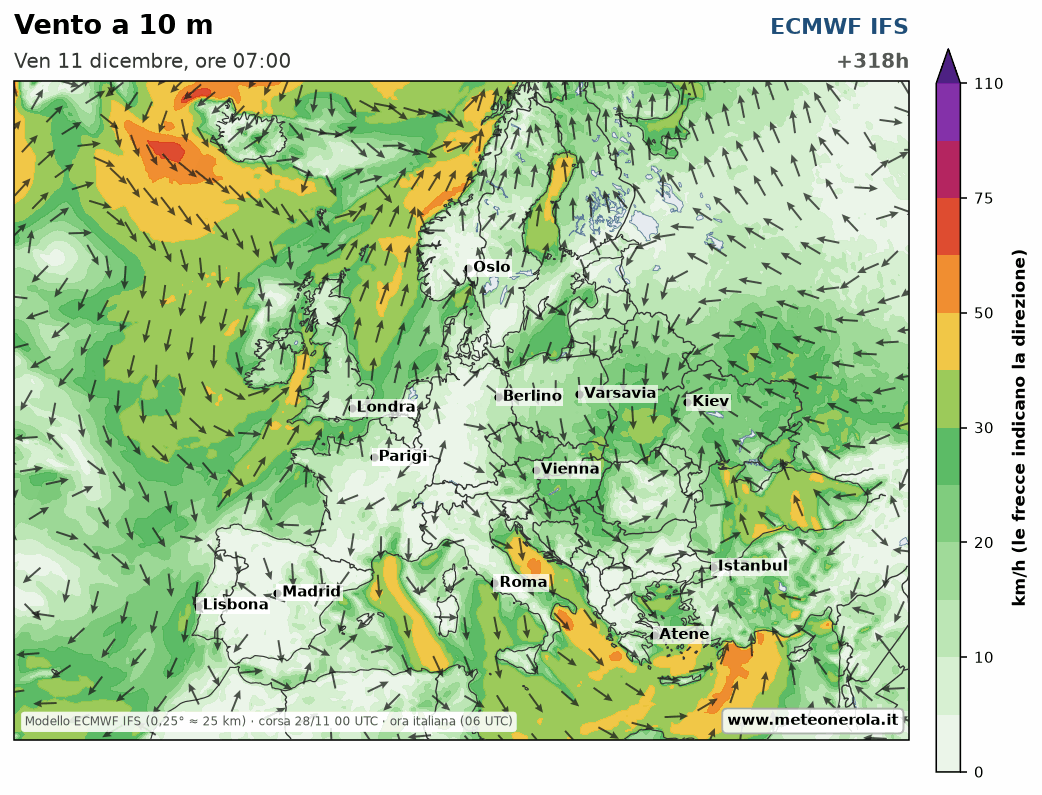 Vento a 10 m
ECMWF IFS
Ven 11 dicembre, ore 07:00
+318h
110
75
50
30
20
10
0
km/h (le frecce indicano la direzione)
Oslo
Berlino
Varsavia
Kiev
Londra
Parigi
Vienna
Istanbul
Roma
Madrid
Lisbona
Atene
Modello ECMWF IFS (0,25° ≈ 25 km) · corsa 28/11 00 UTC · ora italiana (06 UTC)
www.meteonerola.it